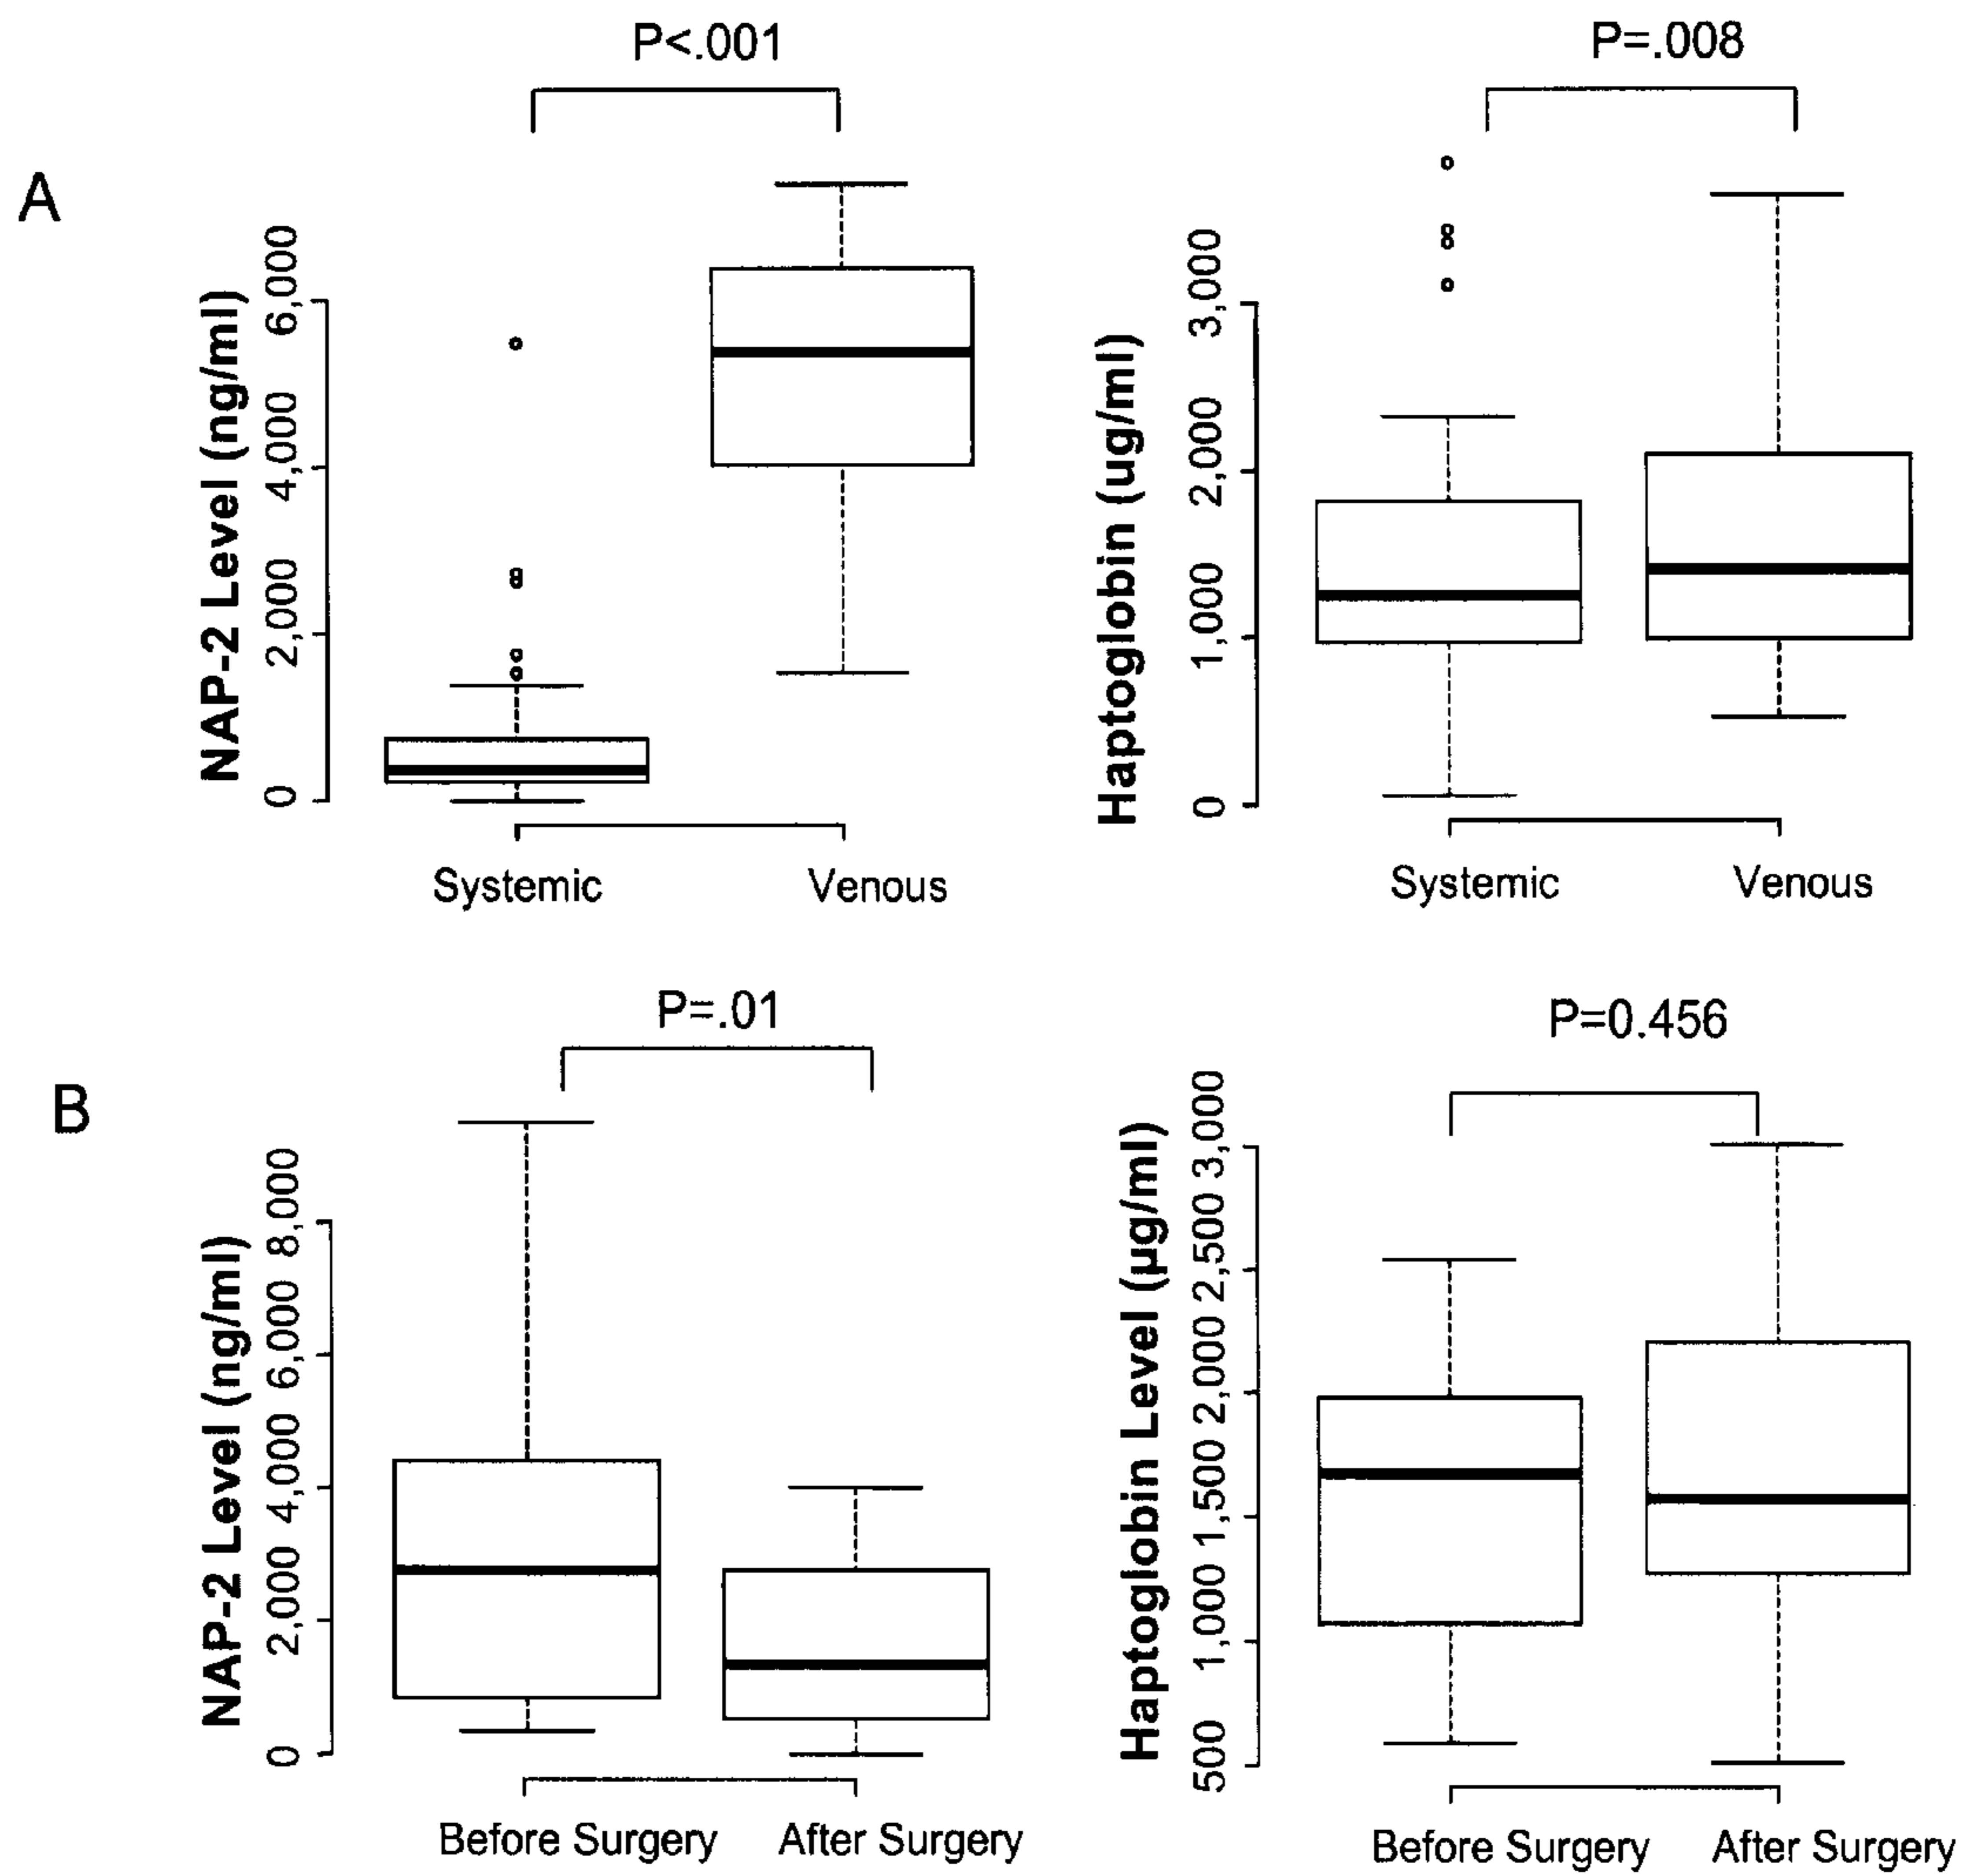 P<.001
P=.008
A
NAP-2 Level (ng/ml)
0
2,000
4,000
6,000
Systemic
Venous
Haptoglobin (ug/ml)
0
1,000
2,000
3,000
Systemic
Venous
P=.01
P=0.456
B
NAP-2 Level (ng/ml)
0
2,000
4,000
6,000
8,000
Before Surgery
After Surgery
Haptoglobin Level (µg/ml)
500
1,000
1,500
2,000
2,500
3,000
Before Surgery
After Surgery